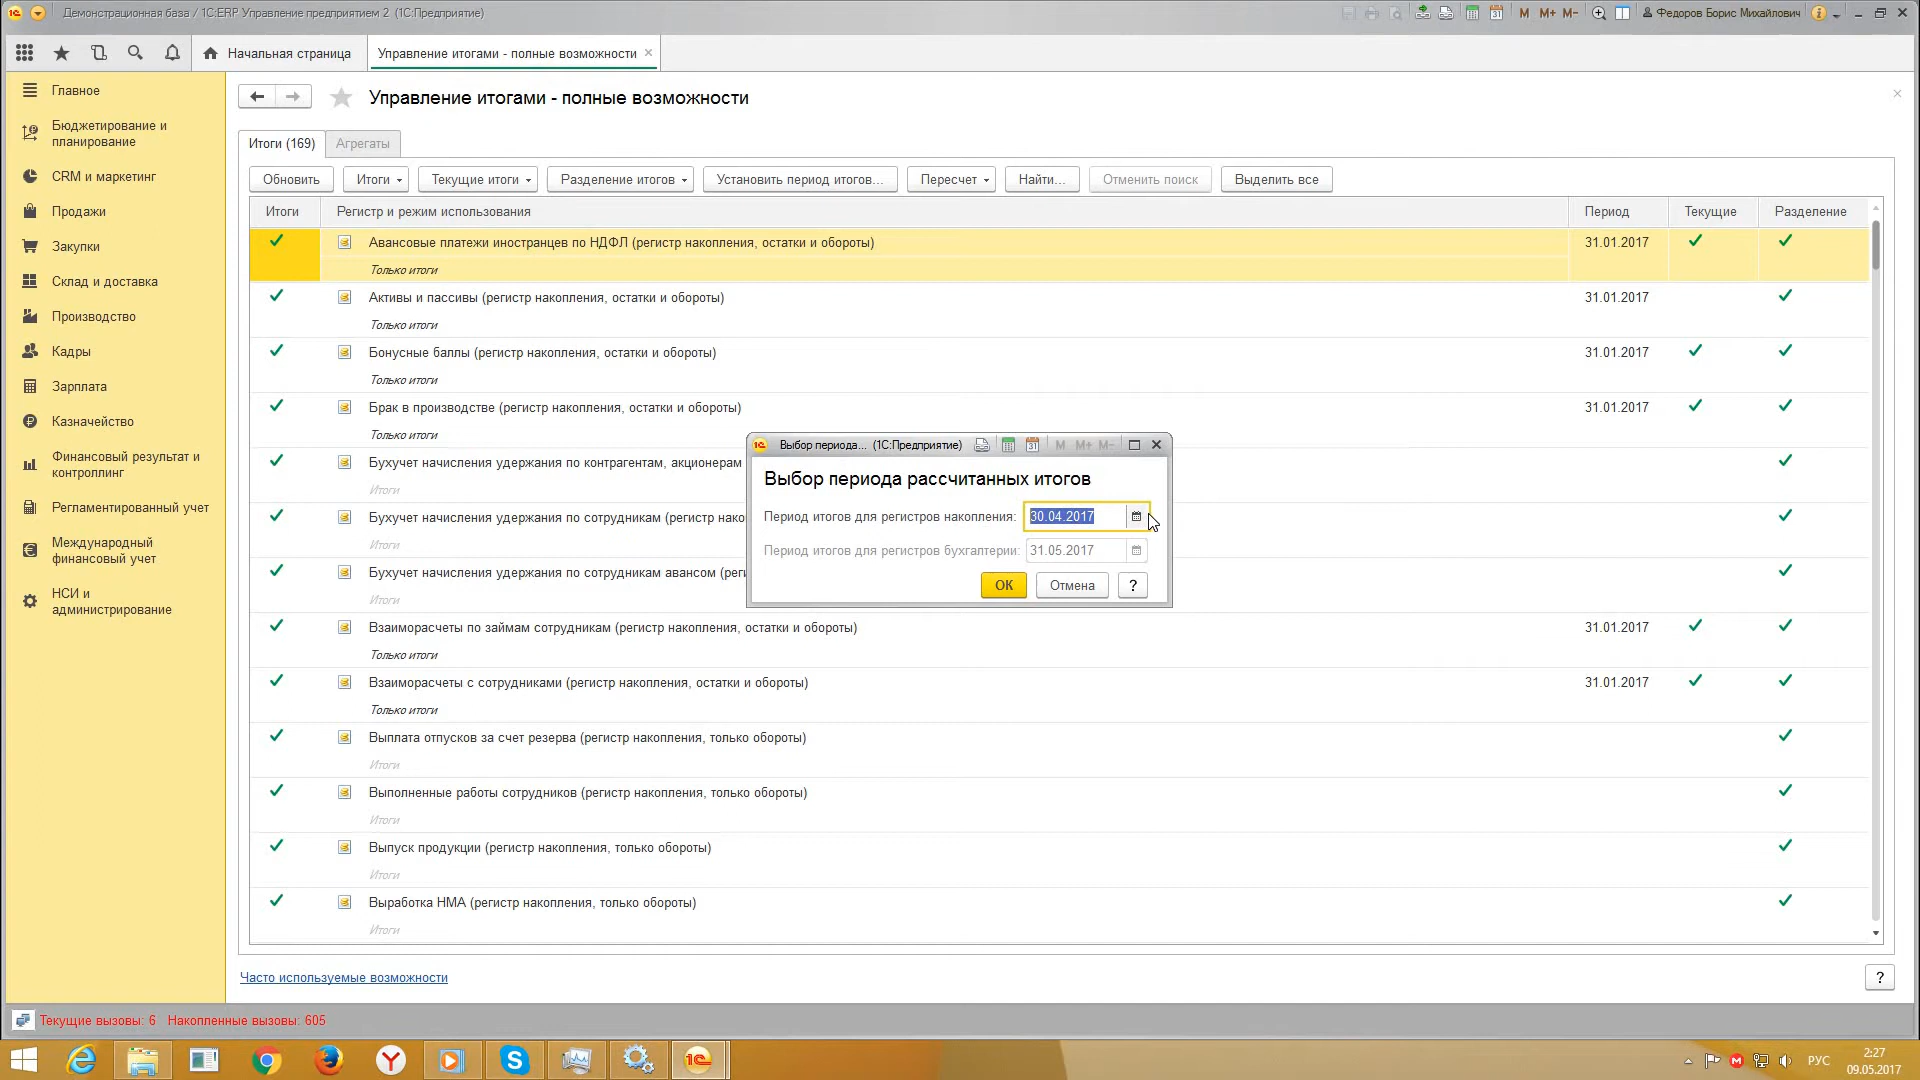 Демонстрационная база / 1С:ERP Управление предприятием 2 (1С:Предприятие)
M M+ M- Федоров Борис Михайлович
Начальная страница
Управление итогами - полные возможности
Главное
Бюджетирование и
планирование
CRM и маркетинг
Продажи
Закупки
Склад и доставка
Производство
Кадры
Зарплата
Казначейство
Финансовый результат и
контроллинг
Регламентированный учет
Международный
финансовый учет
НСИ и
администрирование
Управление итогами - полные возможности
Итоги (169) Агрегаты
Обновить Итоги Текущие итоги Разделение итогов Установить период итогов... Пересчет Найти... Отменить поиск Выделить все
Итоги Регистр и режим использования Период Текущие Разделение
Авансовые платежи иностранцев по НДФЛ (регистр накопления, остатки и обороты) 31.01.2017
Только итоги
Активы и пассивы (регистр накопления, остатки и обороты) 31.01.2017
Только итоги
Бонусные баллы (регистр накопления, остатки и обороты) 31.01.2017
Только итоги
Брак в производстве (регистр накопления, остатки и обороты) 31.01.2017
Только итоги
Бухучет начисления удержания по контрагентам, акционерам
Итоги
Бухучет начисления удержания по сотрудникам (регистр нако
Итоги
Бухучет начисления удержания по сотрудникам авансом (реги
Итоги
Взаиморасчеты по займам сотрудникам (регистр накопления, остатки и обороты) 31.01.2017
Только итоги
Взаиморасчеты с сотрудниками (регистр накопления, остатки и обороты) 31.01.2017
Только итоги
Выплата отпусков за счет резерва (регистр накопления, только обороты)
Итоги
Выполненные работы сотрудников (регистр накопления, только обороты)
Итоги
Выпуск продукции (регистр накопления, только обороты)
Итоги
Выработка НМА (регистр накопления, только обороты)
Итоги
Выбор периода... (1С:Предприятие) M M+ M-
Выбор периода рассчитанных итогов
Период итогов для регистров накопления: 30.04.2017
Период итогов для регистров бухгалтерии: 31.05.2017
ОК Отмена ?
Часто используемые возможности ?
Текущие вызовы: 6 Накопленные вызовы: 605
РУС
2:27
09.05.2017